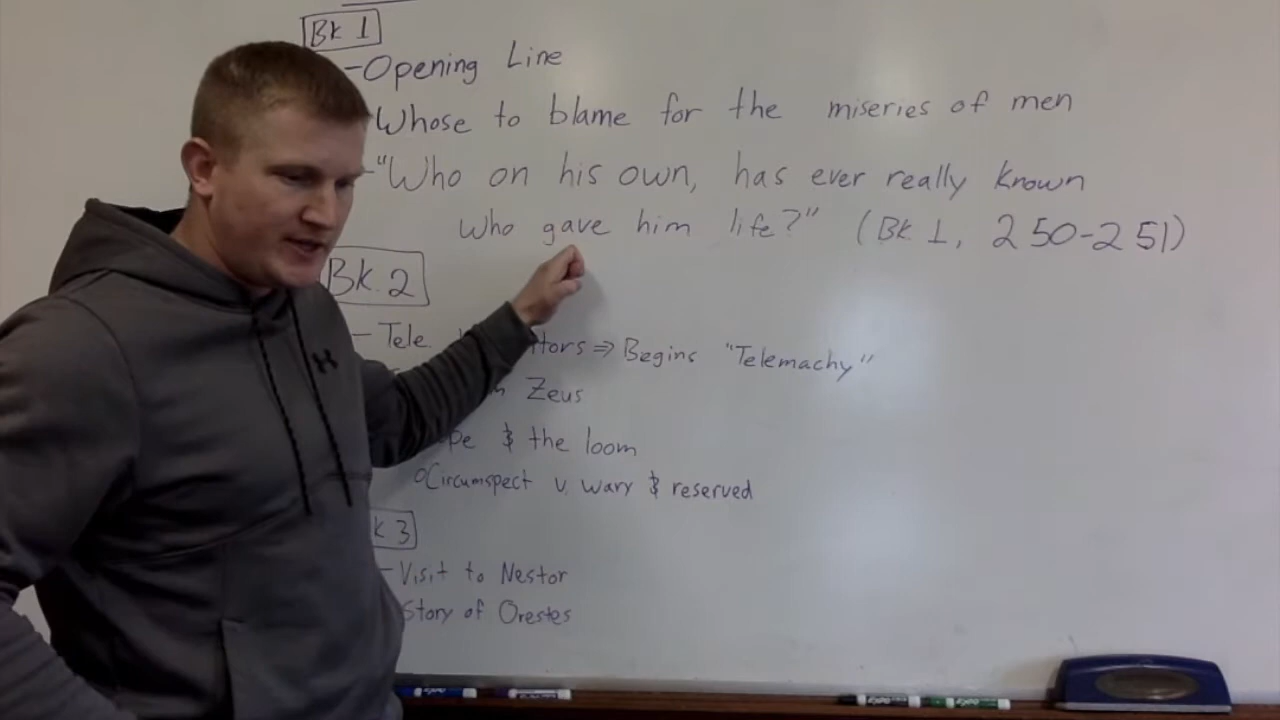 Bk 1
-Opening Line
Whose to blame for the miseries of men
-"Who on his own, has ever really known
who gave him life?" (Bk 1, 250-251)
Bk. 2
- Tele. ⇒ Begins "Telemachy"
Zeus
& the loom
○Circumspect v. wary & reserved
3
-Visit to Nestor
Story of Orestes